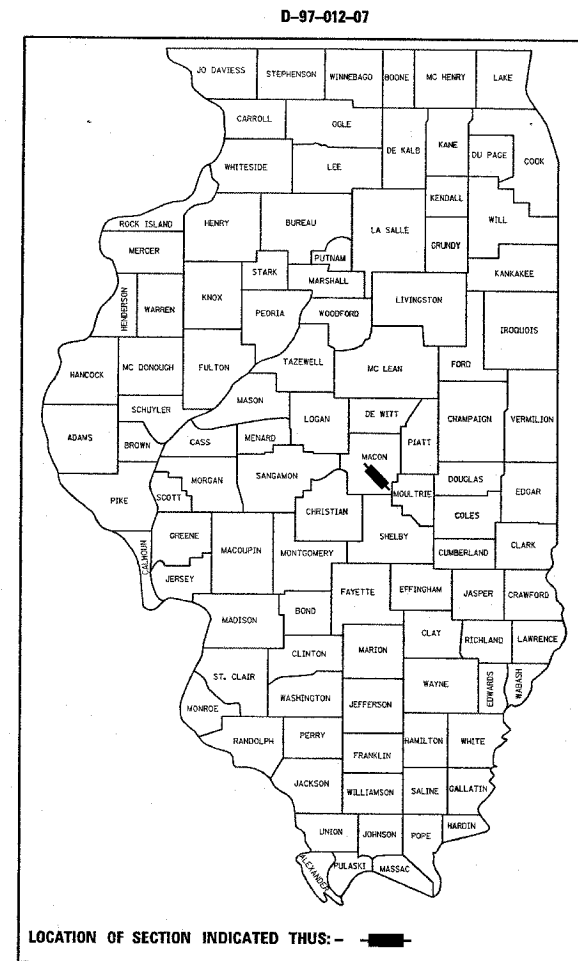 D-97-012-07
JO DAVIESS
STEPHENSON
WINNEBAGO
BOONE
MC HENRY
LAKE
CARROLL
OGLE
DE KALB
KANE
DU PAGE
COOK
WHITESIDE
LEE
KENDALL
WILL
ROCK ISLAND
HENRY
BUREAU
LA SALLE
GRUNDY
MERCER
PUTNAM
STARK
MARSHALL
KANKAKEE
HENDERSON
WARREN
KNOX
PEORIA
WOODFORD
LIVINGSTON
IROQUOIS
HANCOCK
MC DONOUGH
FULTON
TAZEWELL
MC LEAN
FORD
SCHUYLER
MASON
LOGAN
DE WITT
CHAMPAIGN
VERMILION
ADAMS
BROWN
CASS
MENARD
MACON
PIATT
PIKE
SCOTT
MORGAN
SANGAMON
CHRISTIAN
MOULTRIE
DOUGLAS
EDGAR
COLES
CALHOUN
GREENE
MACOUPIN
MONTGOMERY
SHELBY
CUMBERLAND
CLARK
JERSEY
FAYETTE
EFFINGHAM
JASPER
CRAWFORD
MADISON
BOND
CLAY
RICHLAND
LAWRENCE
CLINTON
MARION
ST. CLAIR
WAYNE
EDWARDS
WABASH
MONROE
WASHINGTON
JEFFERSON
RANDOLPH
PERRY
HAMILTON
WHITE
FRANKLIN
JACKSON
WILLIAMSON
SALINE
GALLATIN
UNION
JOHNSON
POPE
HARDIN
ALEXANDER
PULASKI
MASSAC
LOCATION OF SECTION INDICATED THUS: -